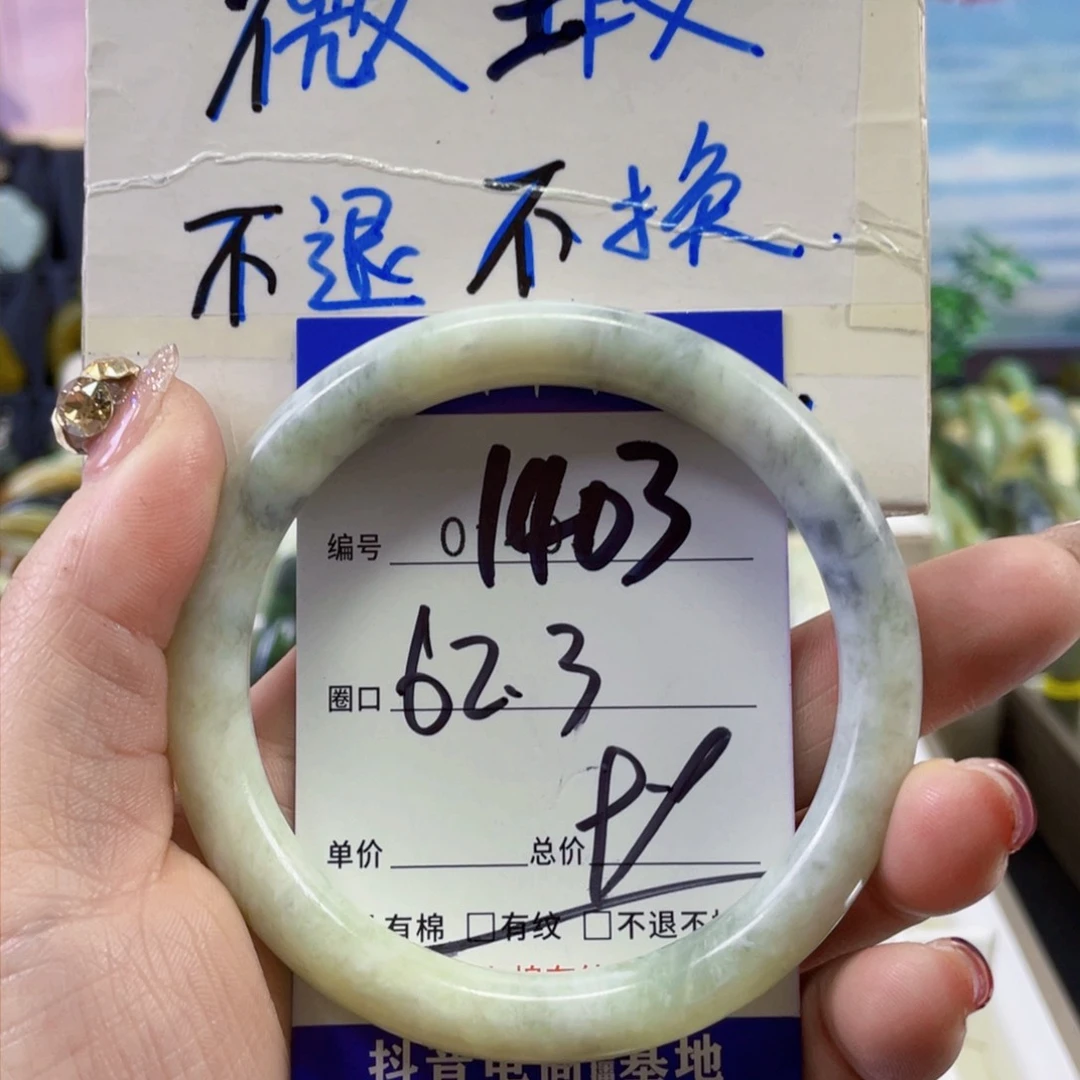 微瑕
不退不换
编号 1403
圈口 62.3
单价 总价
有棉 □有纹 □不退不
抖音电商 基地